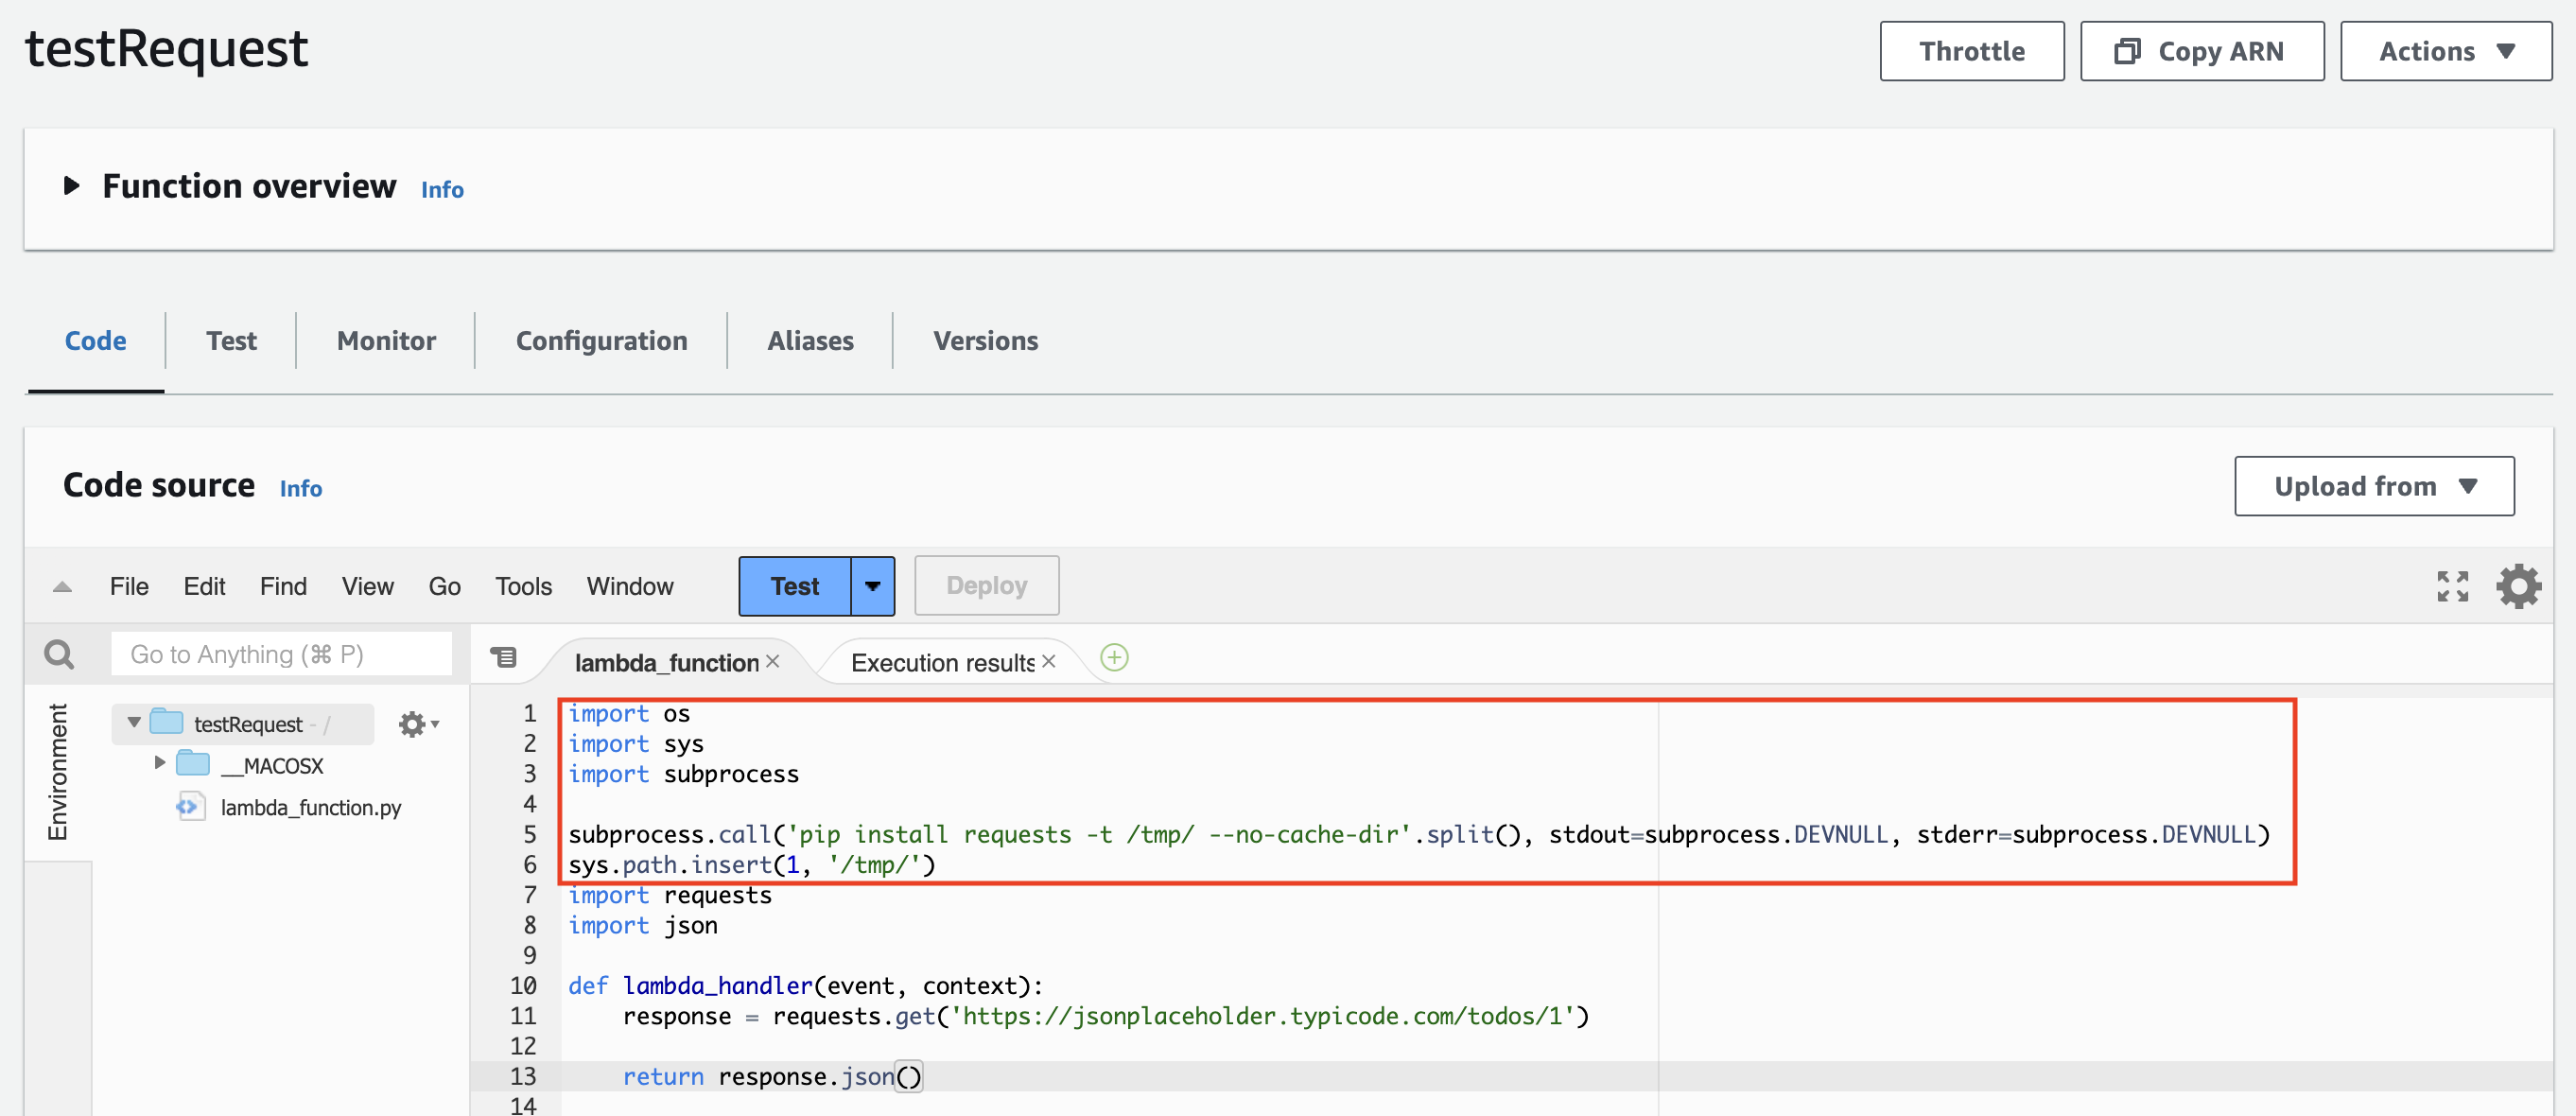 testRequest
Throttle
Copy ARN
Actions
Function overview Info
Code
Test
Monitor
Configuration
Aliases
Versions
Code source Info
Upload from
File Edit Find View Go Tools Window
Test
Deploy
Go to Anything (⌘ P)
lambda_function
Execution results
Environment
testRequest - /
__MACOSX
lambda_function.py
1 import os
2 import sys
3 import subprocess
4
5 subprocess.call('pip install requests -t /tmp/ --no-cache-dir'.split(), stdout=subprocess.DEVNULL, stderr=subprocess.DEVNULL)
6 sys.path.insert(1, '/tmp/')
7 import requests
8 import json
9
10 def lambda_handler(event, context):
11     response = requests.get('https://jsonplaceholder.typicode.com/todos/1')
12
13     return response.json()
14